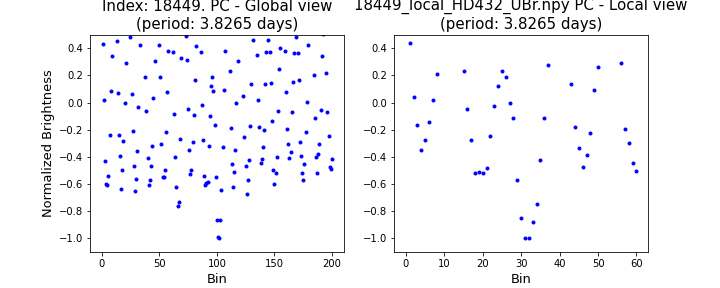 Index: 18449. PC - Global view
(period: 3.8265 days)
18449_local_HD432_UBr.npy PC - Local view
(period: 3.8265 days)
Normalized Brightness
0.4
0.2
0.0
−0.2
−0.4
−0.6
−0.8
−1.0
0 50 100 150 200
Bin
0.4
0.2
0.0
−0.2
−0.4
−0.6
−0.8
−1.0
0 10 20 30 40 50 60
Bin